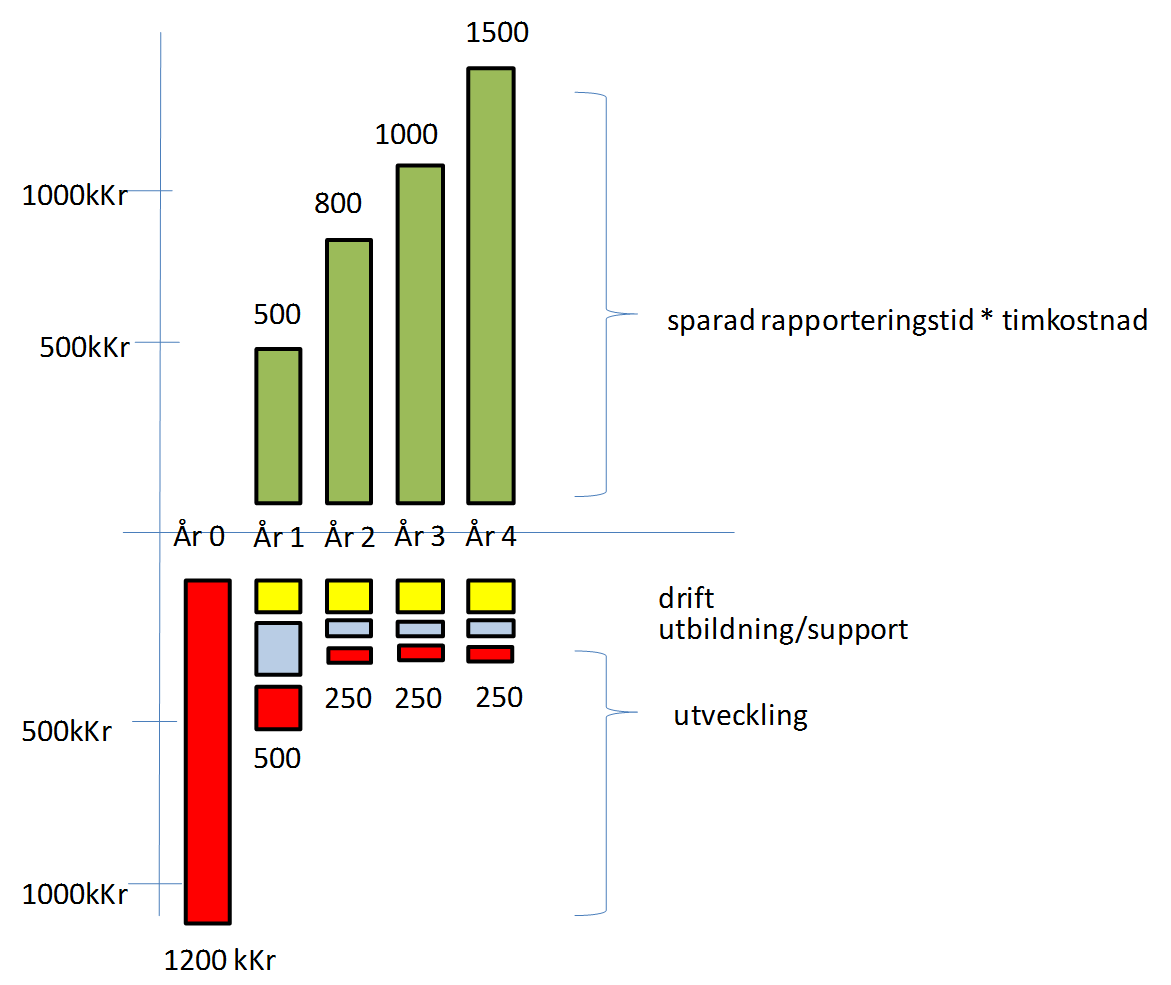 1500
1000
1000kKr
800
500
sparad rapporteringstid * timkostnad
500kKr
År 0
År 1
År 2
År 3
År 4
drift
utbildning/support
250
250
250
utveckling
500kKr
500
1000kKr
1200 kKr